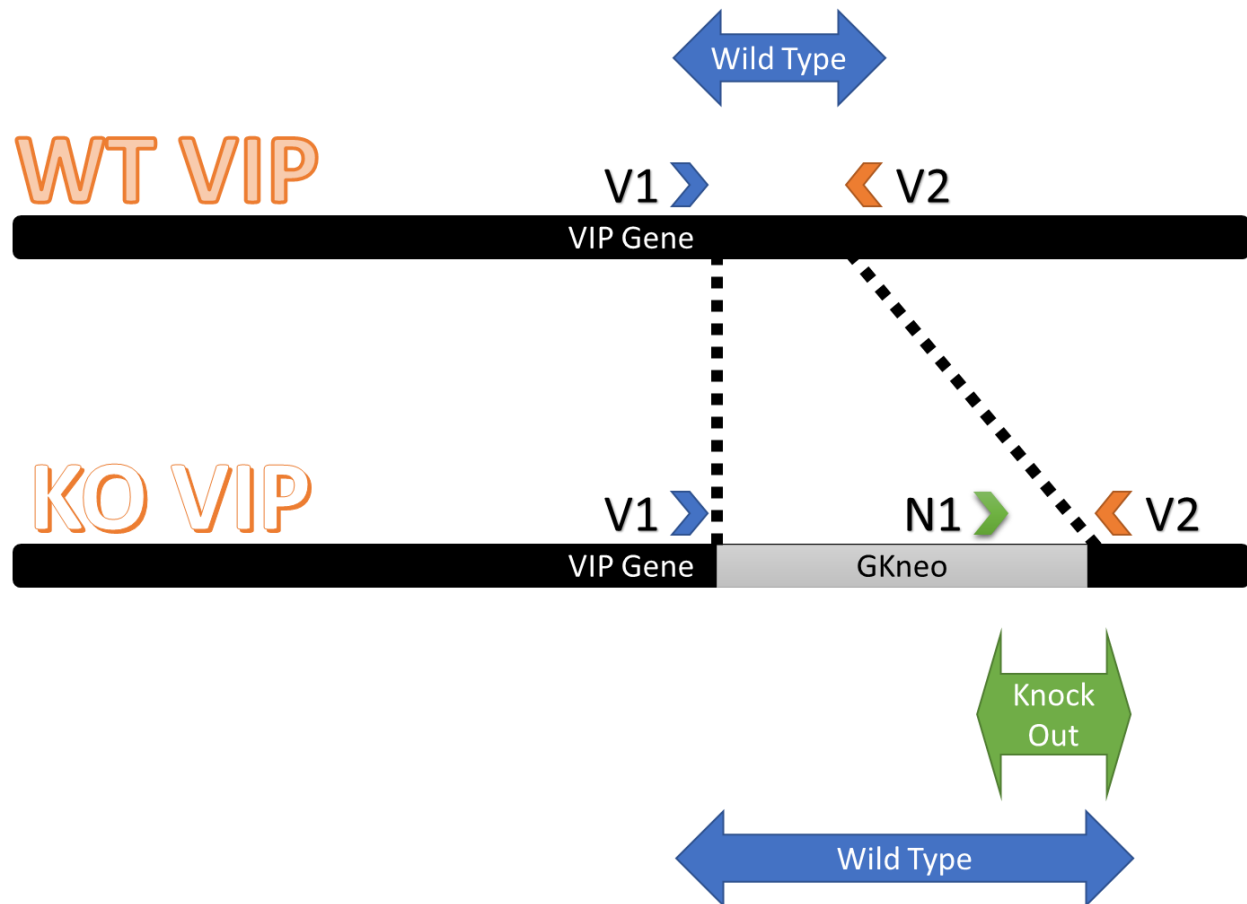 Wild Type
WT VIP
V1
V2
VIP Gene
KO VIP
V1
N1
V2
VIP Gene
GKneo
Knock
Out
Wild Type